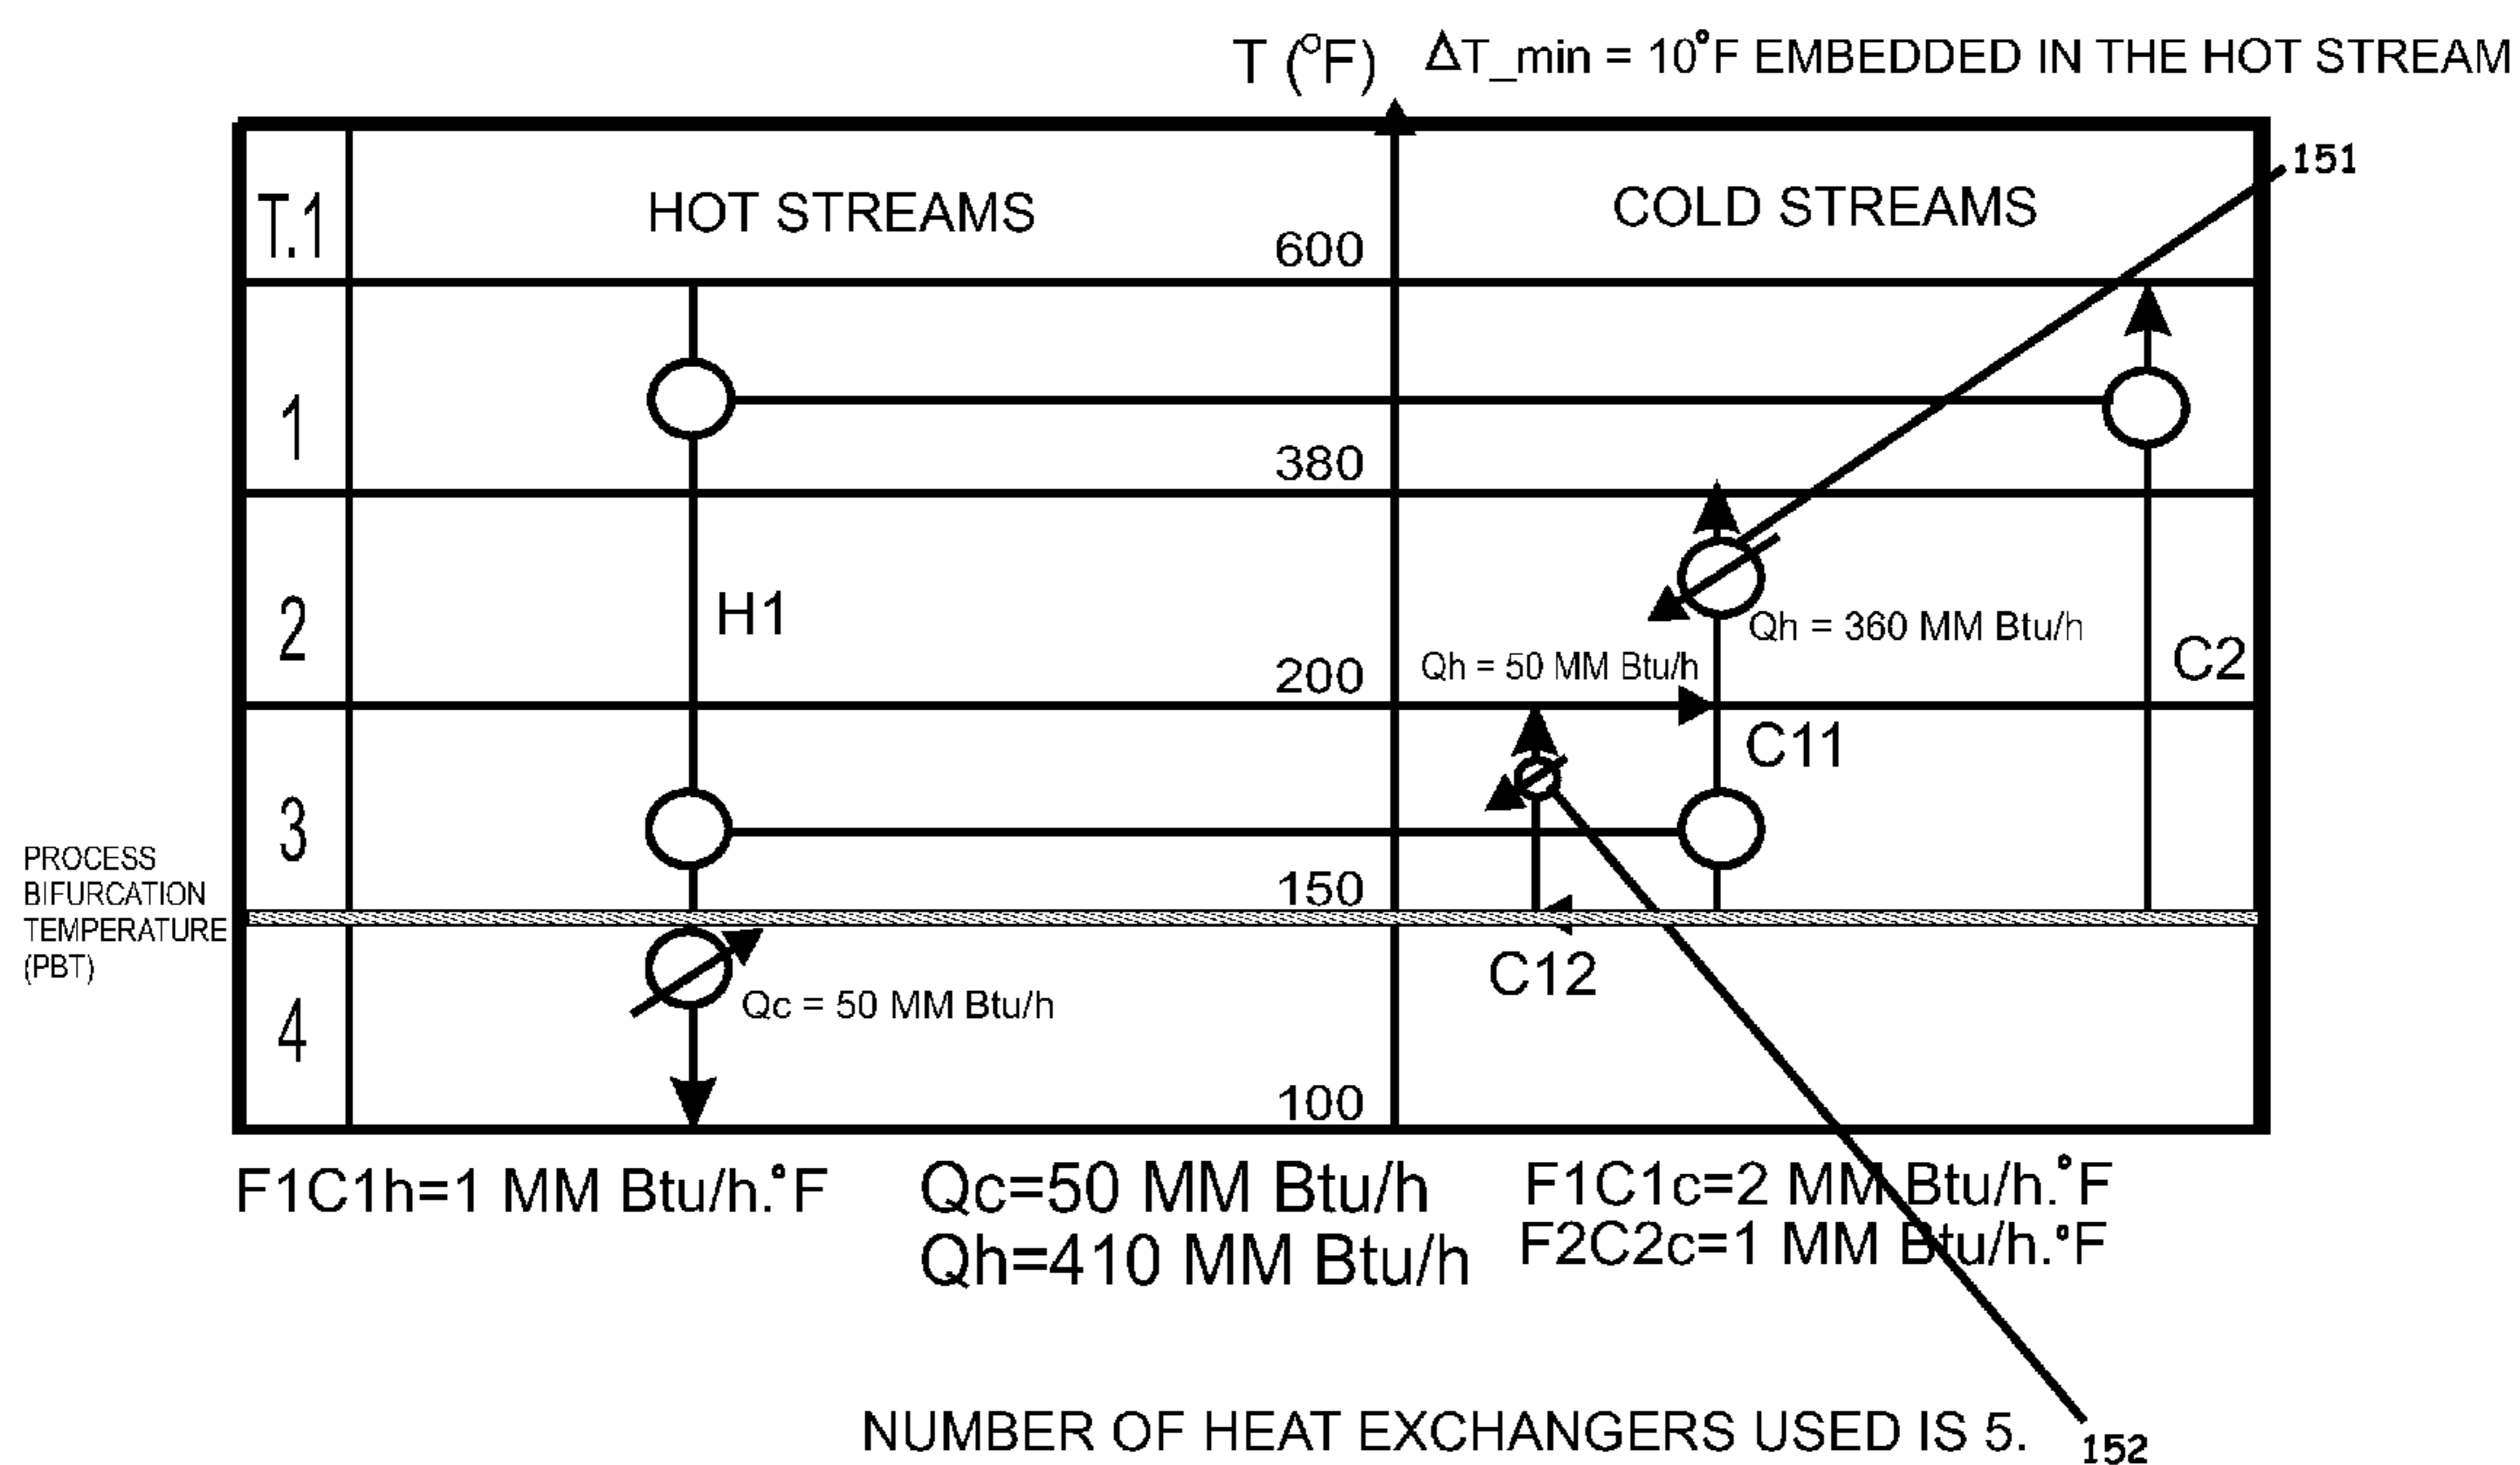 T (°F)
ΔT_min = 10°F EMBEDDED IN THE HOT STREAM
151
T.1
HOT STREAMS
COLD STREAMS
600
1
380
2
H1
Qh = 360 MM Btu/h
C2
200
Qh = 50 MM Btu/h
C11
3
150
PROCESS
BIFURCATION
TEMPERATURE
(PBT)
C12
Qc = 50 MM Btu/h
4
100
F1C1h=1 MM Btu/h.°F
Qc=50 MM Btu/h
F1C1c=2 MM Btu/h.°F
Qh=410 MM Btu/h
F2C2c=1 MM Btu/h.°F
NUMBER OF HEAT EXCHANGERS USED IS 5.
152